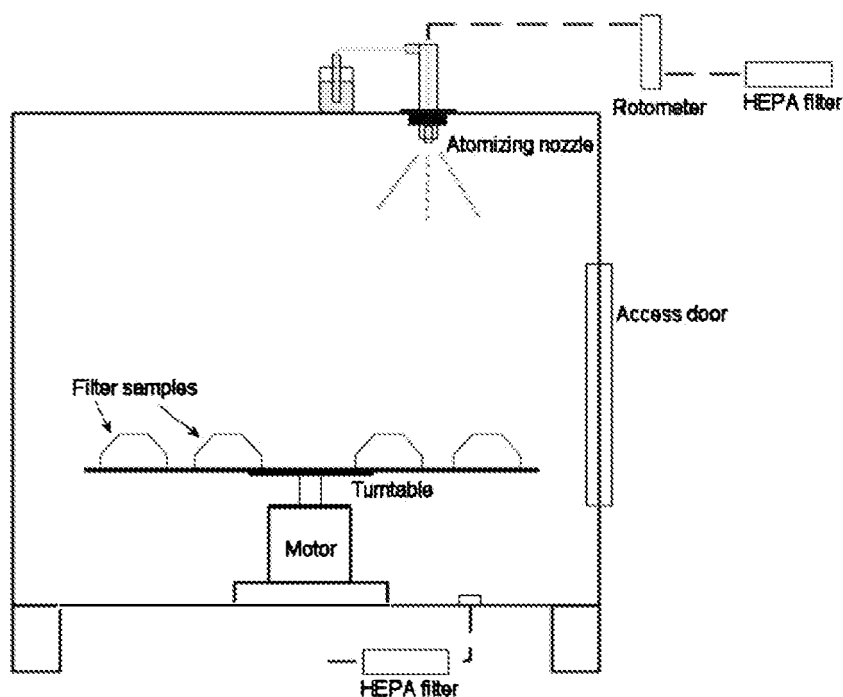 Rotometer
HEPA filter
Atomizing nozzle
Access door
Filter samples
Turntable
Motor
HEPA filter